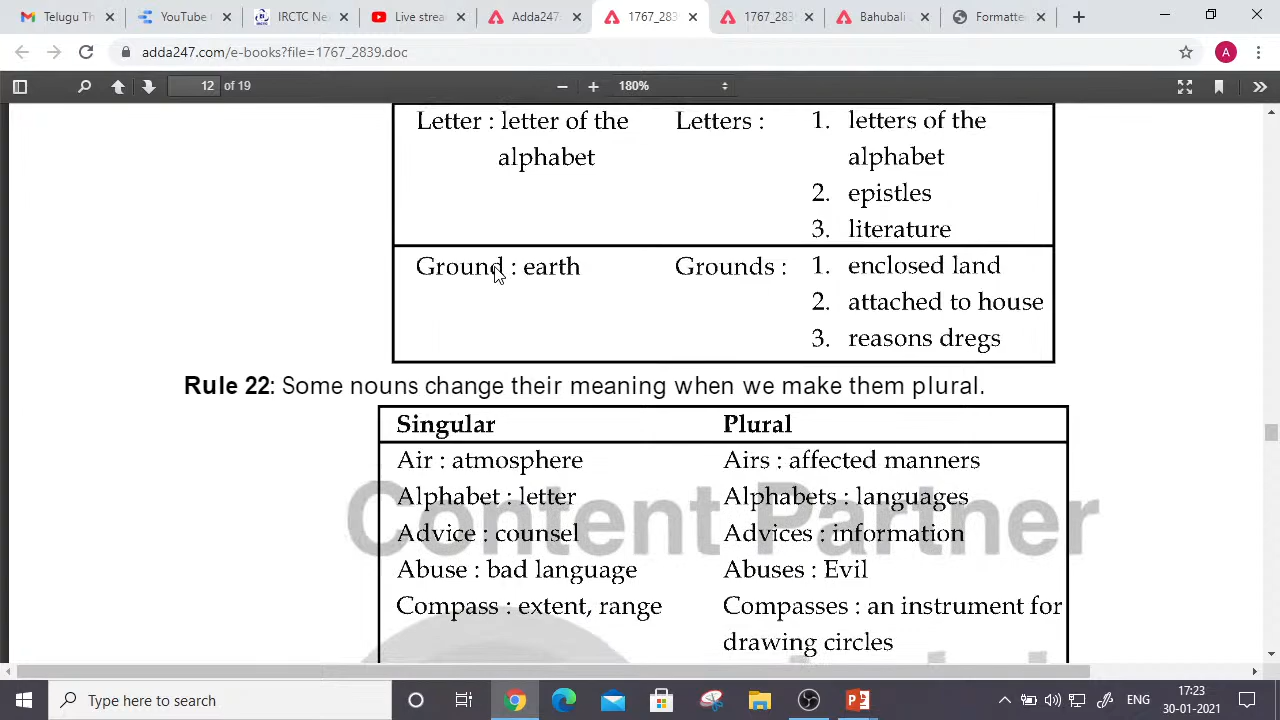 Telugu Th
YouTube
IRCTC Ne
Live strea
Adda247
1767_2839
1767_283
Bahubali
Formatte
adda247.com/e-books?file=1767_2839.doc
A
12 of 19
180%
Letter : letter of the alphabet
Letters : 1. letters of the alphabet
2. epistles
3. literature
Ground : earth
Grounds : 1. enclosed land
2. attached to house
3. reasons dregs
Rule 22: Some nouns change their meaning when we make them plural.
Singular Plural
Air : atmosphere Airs : affected manners
Alphabet : letter Alphabets : languages
Advice : counsel Advices : information
Abuse : bad language Abuses : Evil
Compass : extent, range Compasses : an instrument for
drawing circles
Content Partner
Type here to search
ENG
17:23
30-01-2021